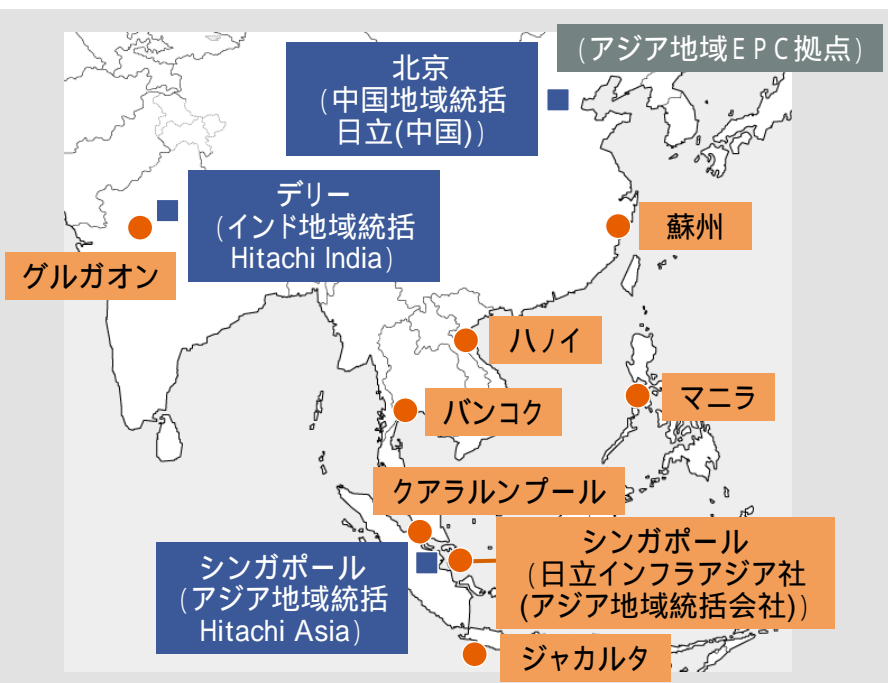 (アジア地域EPC拠点)
北京
(中国地域統括
日立(中国))
デリー
(インド地域統括
Hitachi India)
グルガオン
蘇州
ハノイ
バンコク
マニラ
クアラルンプール
シンガポール
(アジア地域統括
Hitachi Asia)
シンガポール
(日立インフラアジア社
(アジア地域統括会社))
ジャカルタ